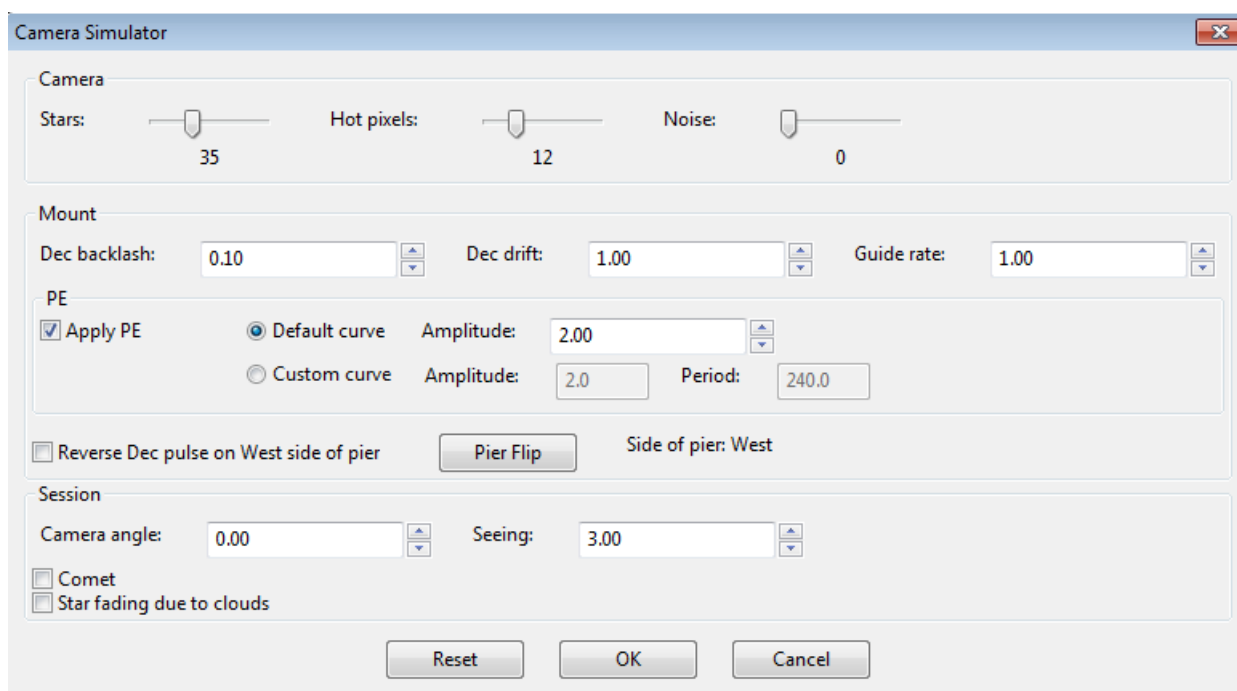 Camera Simulator
Camera
Stars: Hot pixels: Noise:
35 12 0
Mount
Dec backlash: 0.10 Dec drift: 1.00 Guide rate: 1.00
PE
Apply PE Default curve Amplitude: 2.00
Custom curve Amplitude: 2.0 Period: 240.0
Reverse Dec pulse on West side of pier Pier Flip Side of pier: West
Session
Camera angle: 0.00 Seeing: 3.00
Comet
Star fading due to clouds
Reset OK Cancel